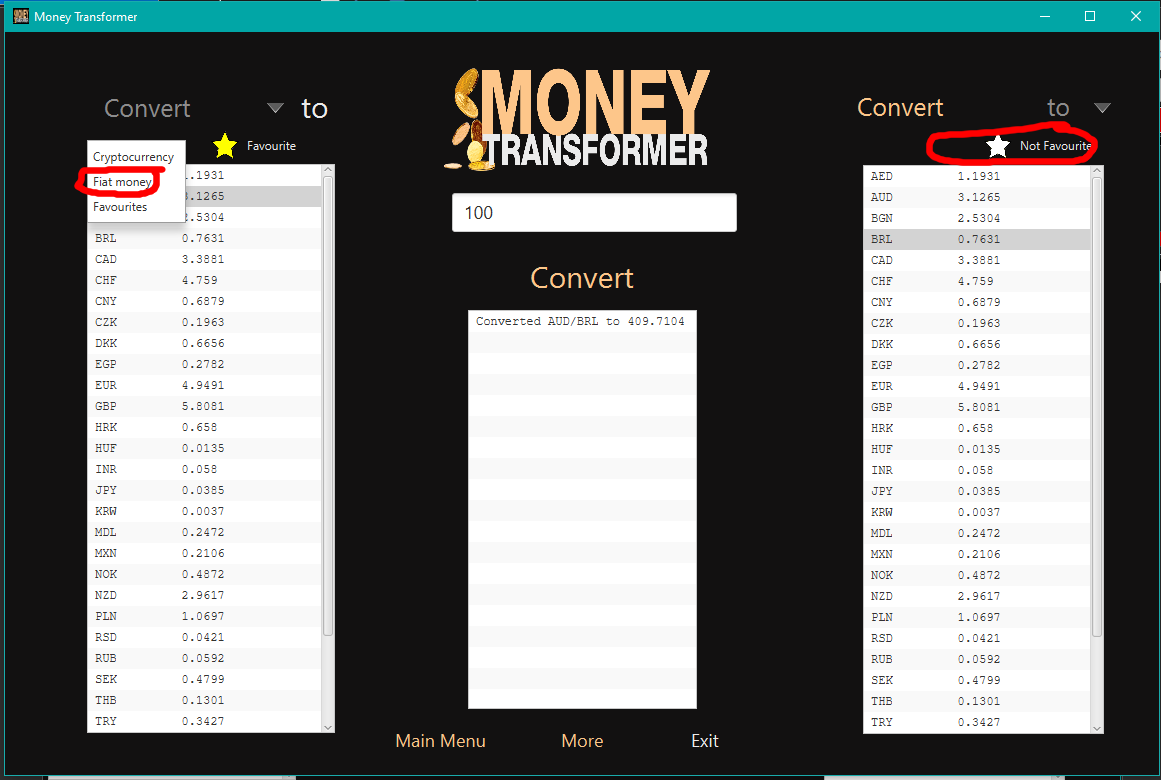 Money Transformer
Convert to
MONEY
TRANSFORMER
Convert to
Favourite
Not Favourite
Cryptocurrency
Fiat money
Favourites
.1931
3.1265
2.5304
BRL 0.7631
CAD 3.3881
CHF 4.759
CNY 0.6879
CZK 0.1963
DKK 0.6656
EGP 0.2782
EUR 4.9491
GBP 5.8081
HRK 0.658
HUF 0.0135
INR 0.058
JPY 0.0385
KRW 0.0037
MDL 0.2472
MXN 0.2106
NOK 0.4872
NZD 2.9617
PLN 1.0697
RSD 0.0421
RUB 0.0592
SEK 0.4799
THB 0.1301
TRY 0.3427
100
Convert
Converted AUD/BRL to 409.7104
AED 1.1931
AUD 3.1265
BGN 2.5304
BRL 0.7631
CAD 3.3881
CHF 4.759
CNY 0.6879
CZK 0.1963
DKK 0.6656
EGP 0.2782
EUR 4.9491
GBP 5.8081
HRK 0.658
HUF 0.0135
INR 0.058
JPY 0.0385
KRW 0.0037
MDL 0.2472
MXN 0.2106
NOK 0.4872
NZD 2.9617
PLN 1.0697
RSD 0.0421
RUB 0.0592
SEK 0.4799
THB 0.1301
TRY 0.3427
Main Menu More Exit